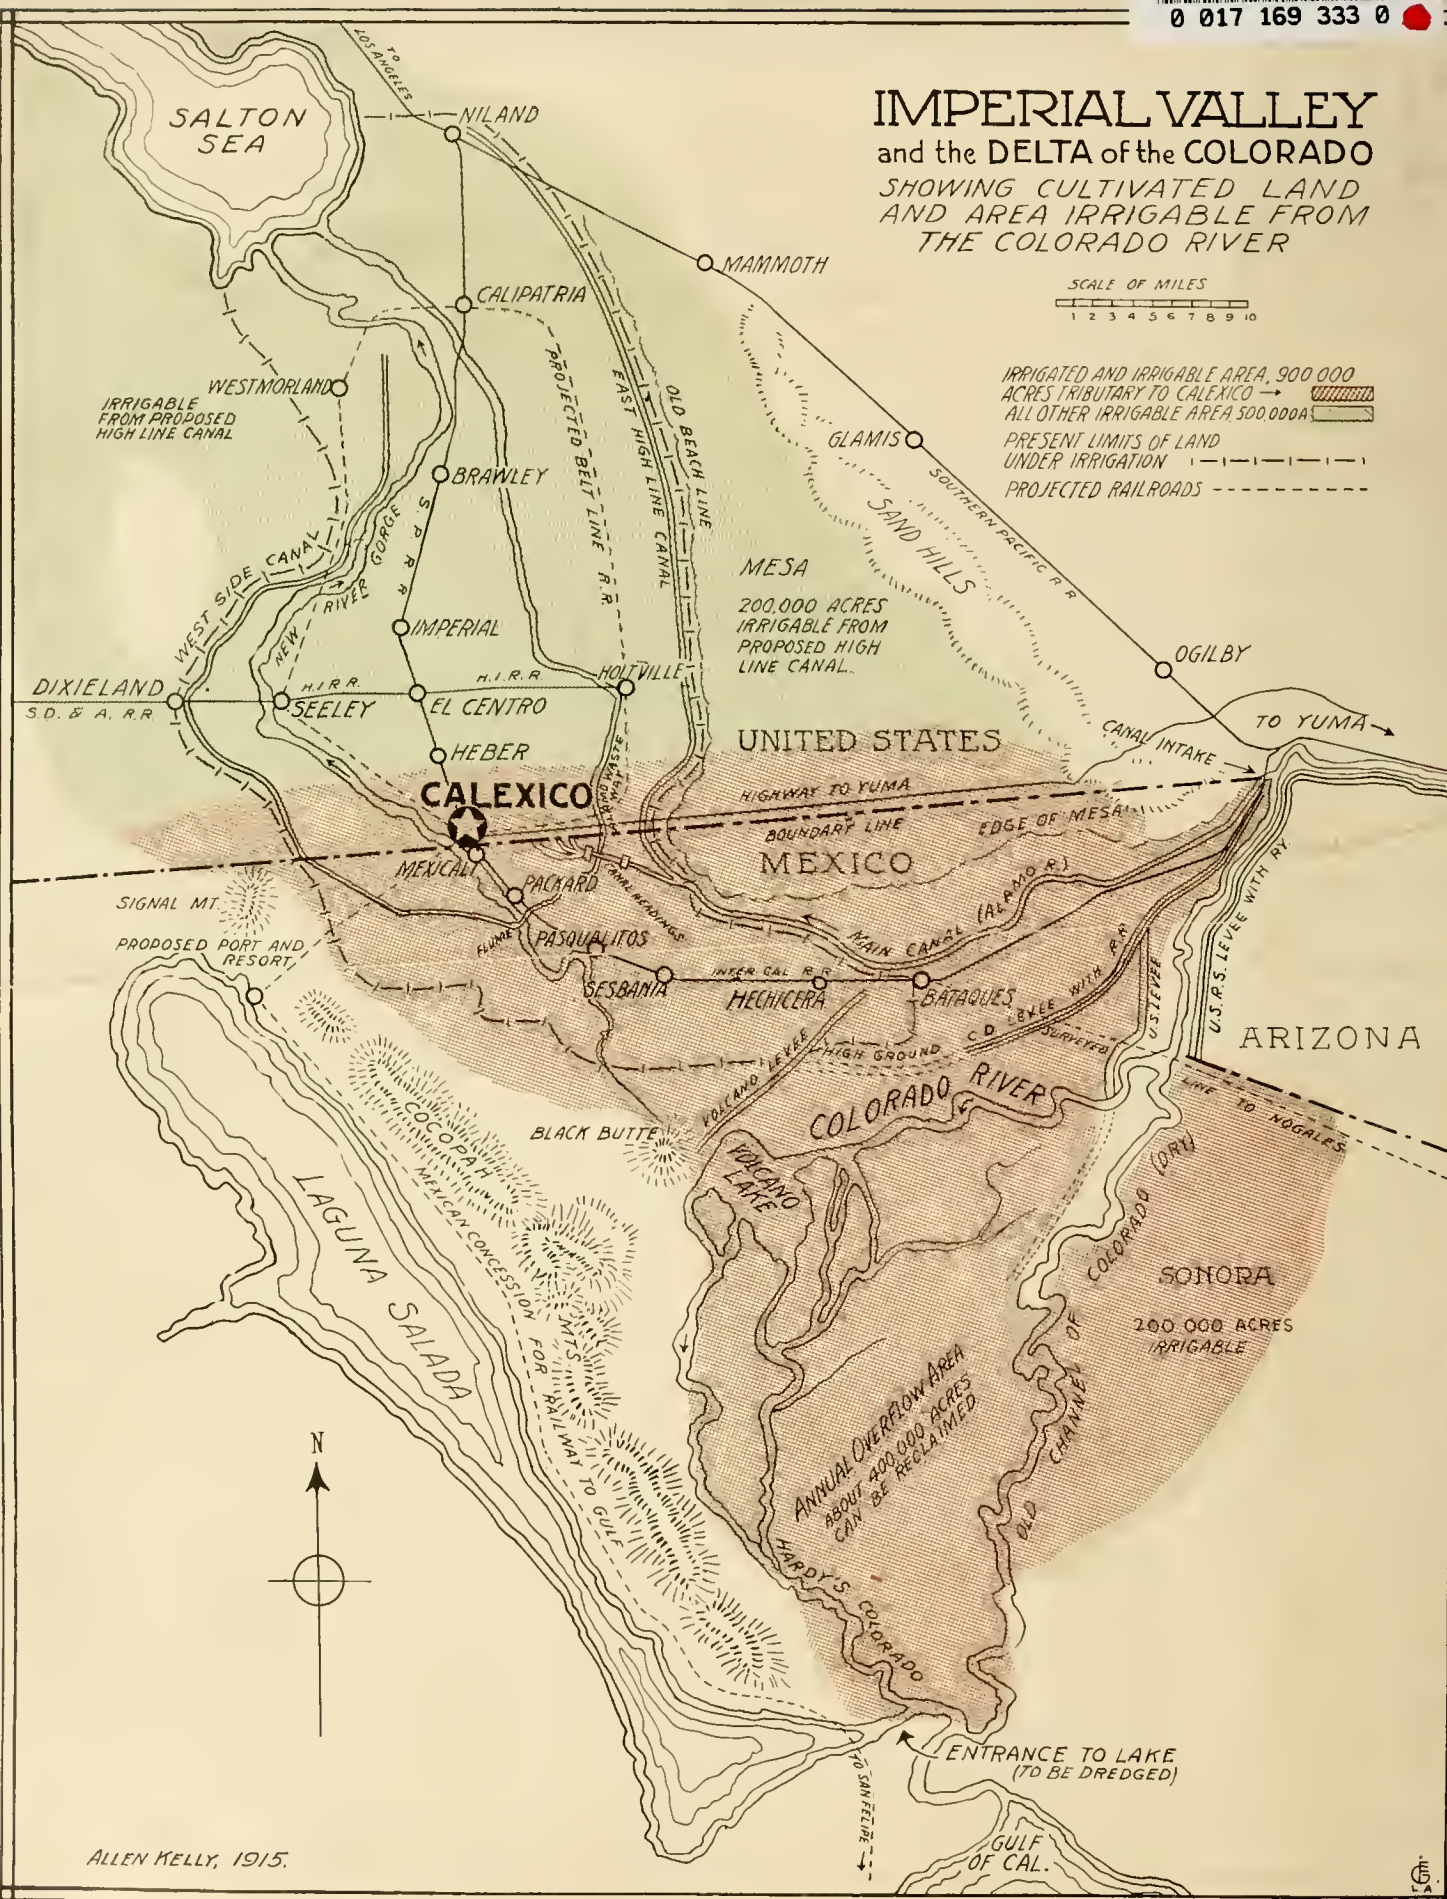 0 017 169 333 0
IMPERIAL VALLEY
and the DELTA of the COLORADO
SHOWING CULTIVATED LAND
AND AREA IRRIGABLE FROM
THE COLORADO RIVER
SCALE OF MILES
1 2 3 4 5 6 7 8 9 10
IRRIGATED AND IRRIGABLE AREA, 900 000
ACRES TRIBUTARY TO CALEXICO →
ALL OTHER IRRIGABLE AREA 500,000A
PRESENT LIMITS OF LAND
UNDER IRRIGATION
PROJECTED RAILROADS
TO
LOS ANGELES
SALTON
SEA
NILAND
MAMMOTH
CALIPATRIA
WESTMORLAND
IRRIGABLE
FROM PROPOSED
HIGH LINE CANAL
PROJECTED BELT LINE R.R.
EAST HIGH LINE CANAL
OLD BEACH LINE
GLAMIS
SOUTHERN PACIFIC R R
SAND HILLS
BRAWLEY
S. P. R R
GORGE
RIVER
NEW
WEST SIDE CANAL
MESA
200,000 ACRES
IRRIGABLE FROM
PROPOSED HIGH
LINE CANAL.
IMPERIAL
OGILBY
DIXIELAND
S.D. & A. R.R.
H.I.R.R.
SEELEY
EL CENTRO
H.I.R.R.
HOLTVILLE
HEBER
CANAL INTAKE
TO YUMA
UNITED STATES
CALEXICO
WASTE
WAY
HIGHWAY TO YUMA
BOUNDARY LINE
EDGE OF MESA
MEXICO
MEXICALI
PACKARD
CANAL HEADINGS
(ALAMO R.)
MAIN CANAL
SIGNAL MT.
PROPOSED PORT AND
RESORT
FLUME
PASQUALITOS
SESBANIA
INTER CAL R R
HECHICERA
BATAQUES
C.D. LEVEE WITH R.R.
SURVEYED
U.S. LEVEE
U.S.R.S. LEVEE WITH RY.
ARIZONA
HIGH GROUND
VOLCANO LEVEE
COLORADO RIVER
LINE TO NOGALES
BLACK BUTTE
VOLCANO
LAKE
COCOPAH
MTS.
MEXICAN CONCESSION FOR RAILWAY TO GULF
LAGUNA SALADA
OLD CHANNEL OF COLORADO (DRY)
SONORA
200 000 ACRES
IRRIGABLE
ANNUAL OVERFLOW AREA
ABOUT 400,000 ACRES
CAN BE RECLAIMED
N
HARDY'S COLORADO
ENTRANCE TO LAKE
(TO BE DREDGED)
TO SAN FELIPE
GULF
OF CAL.
ALLEN KELLY, 1915.